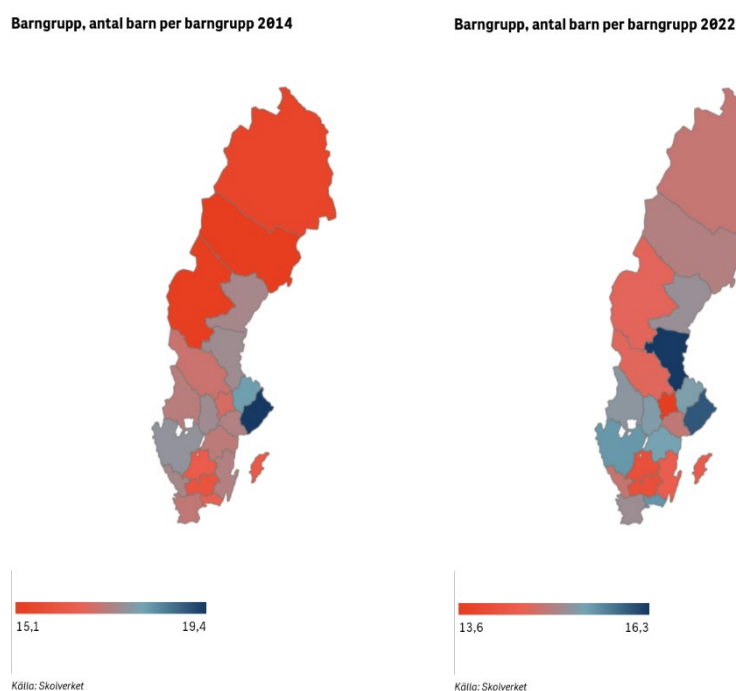 Barngrupp, antal barn per barngrupp 2014
15,1
19,4
Källa: Skolverket
Barngrupp, antal barn per barngrupp 2022
13,6
16,3
Källa: Skolverket